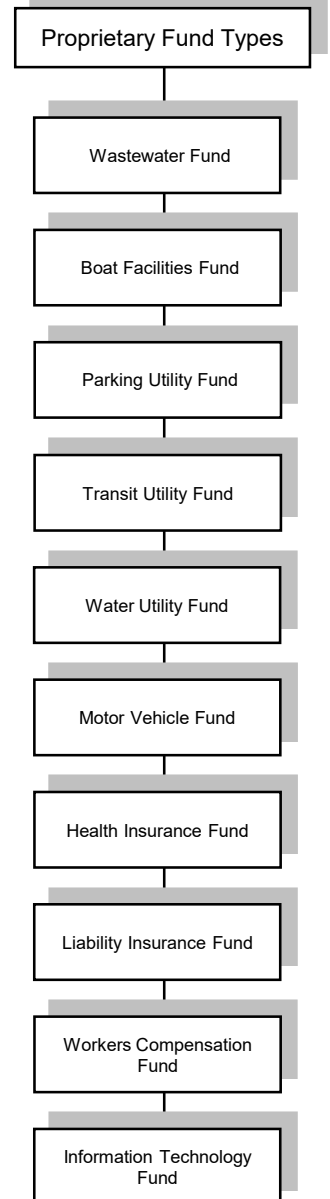 Proprietary Fund Types
Wastewater Fund
Boat Facilities Fund
Parking Utility Fund
Transit Utility Fund
Water Utility Fund
Motor Vehicle Fund
Health Insurance Fund
Liability Insurance Fund
Workers Compensation
Fund
Information Technology
Fund